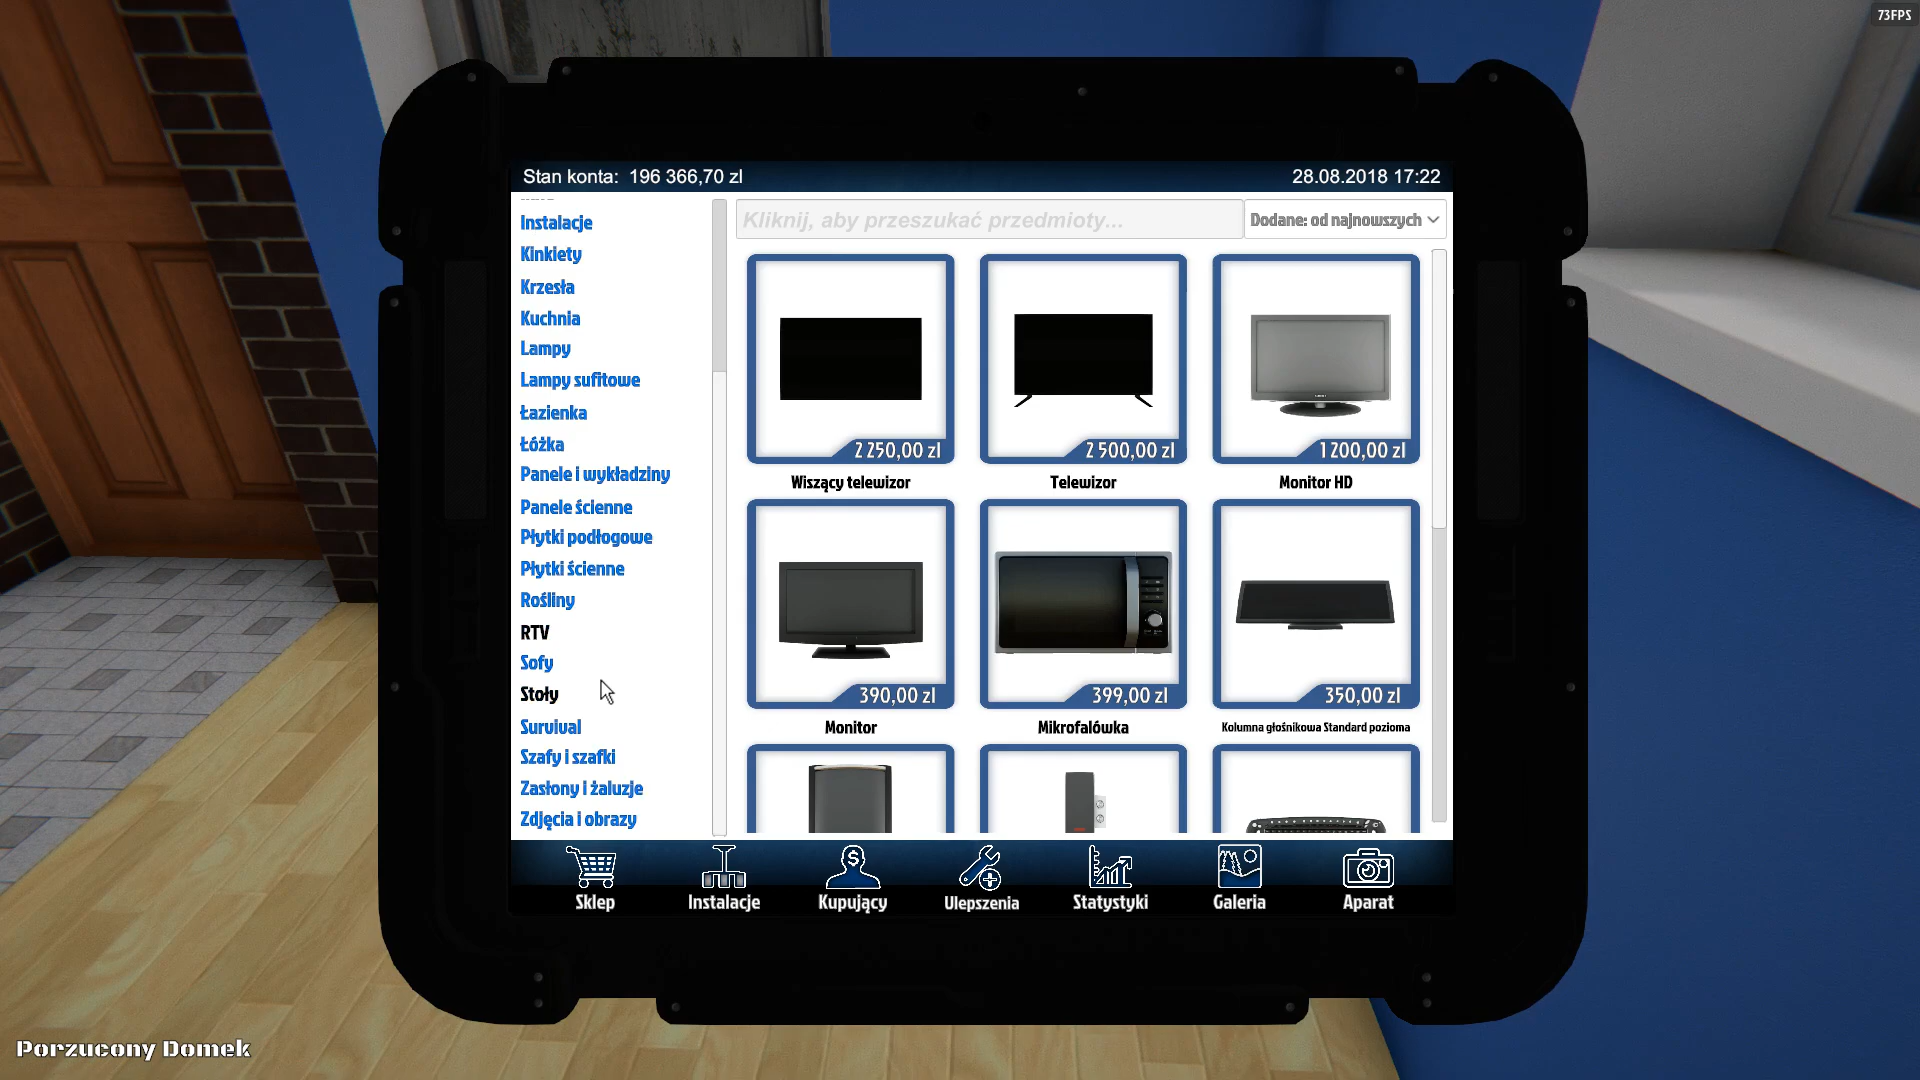 73FPS
Stan konta: 196 366,70 zl
28.08.2018 17:22
Instalacje
Kinkiety
Krzesła
Kuchnia
Lampy
Lampy sufitowe
Łazienka
Łóżka
Panele i wykładziny
Panele ścienne
Płytki podłogowe
Płytki ścienne
Rośliny
RTV
Sofy
Stoły
Survival
Szafy i szafki
Zasłony i żaluzje
Zdjęcia i obrazy
Kliknij, aby przeszukać przedmioty...
Dodane: od najnowszych
2 250,00 zl
2 500,00 zl
1 200,00 zl
Wiszący telewizor
Telewizor
Monitor HD
390,00 zl
399,00 zl
350,00 zl
Monitor
Mikrofalówka
Kolumna głośnikowa Standard pozioma
Sklep
Instalacje
Kupujący
Ulepszenia
Statystyki
Galeria
Aparat
Porzucony Domek